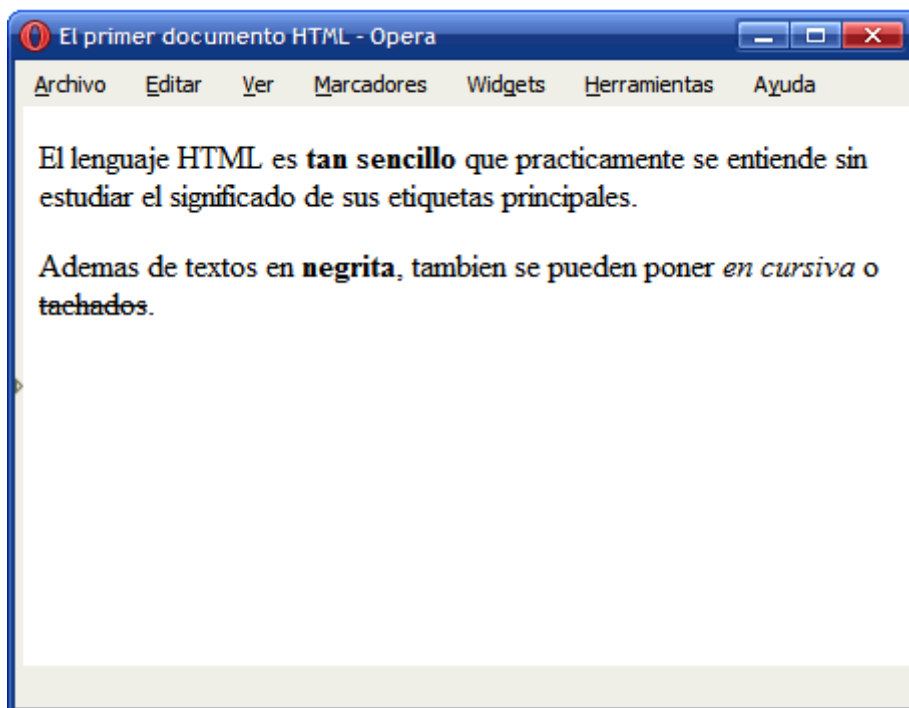 El primer documento HTML - Opera
Archivo Editar Ver Marcadores Widgets Herramientas Ayuda
El lenguaje HTML es tan sencillo que practicamente se entiende sin
estudiar el significado de sus etiquetas principales.
Ademas de textos en negrita, tambien se pueden poner en cursiva o
tachados.